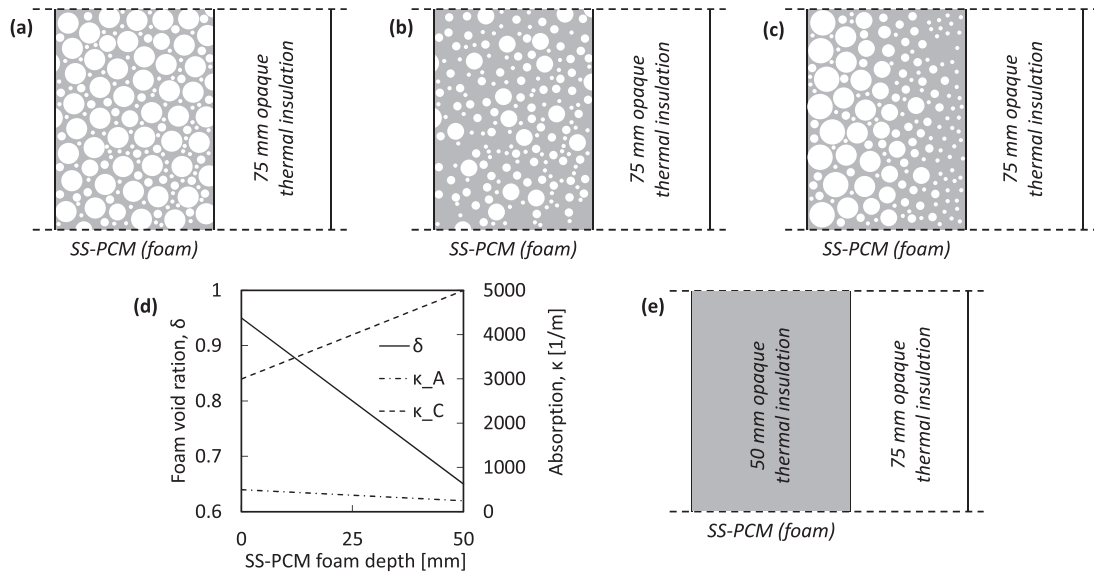 (a)
75 mm opaque
thermal insulation
SS-PCM (foam)
(b)
75 mm opaque
thermal insulation
SS-PCM (foam)
(c)
75 mm opaque
thermal insulation
SS-PCM (foam)
(d)
Foam void ration, δ
1
0.9
0.8
0.7
0.6
δ
κ_A
κ_C
5000
4000
3000
2000
1000
0
Absorption, κ [1/m]
0
25
50
SS-PCM foam depth [mm]
(e)
50 mm opaque
thermal insulation
75 mm opaque
thermal insulation
SS-PCM (foam)